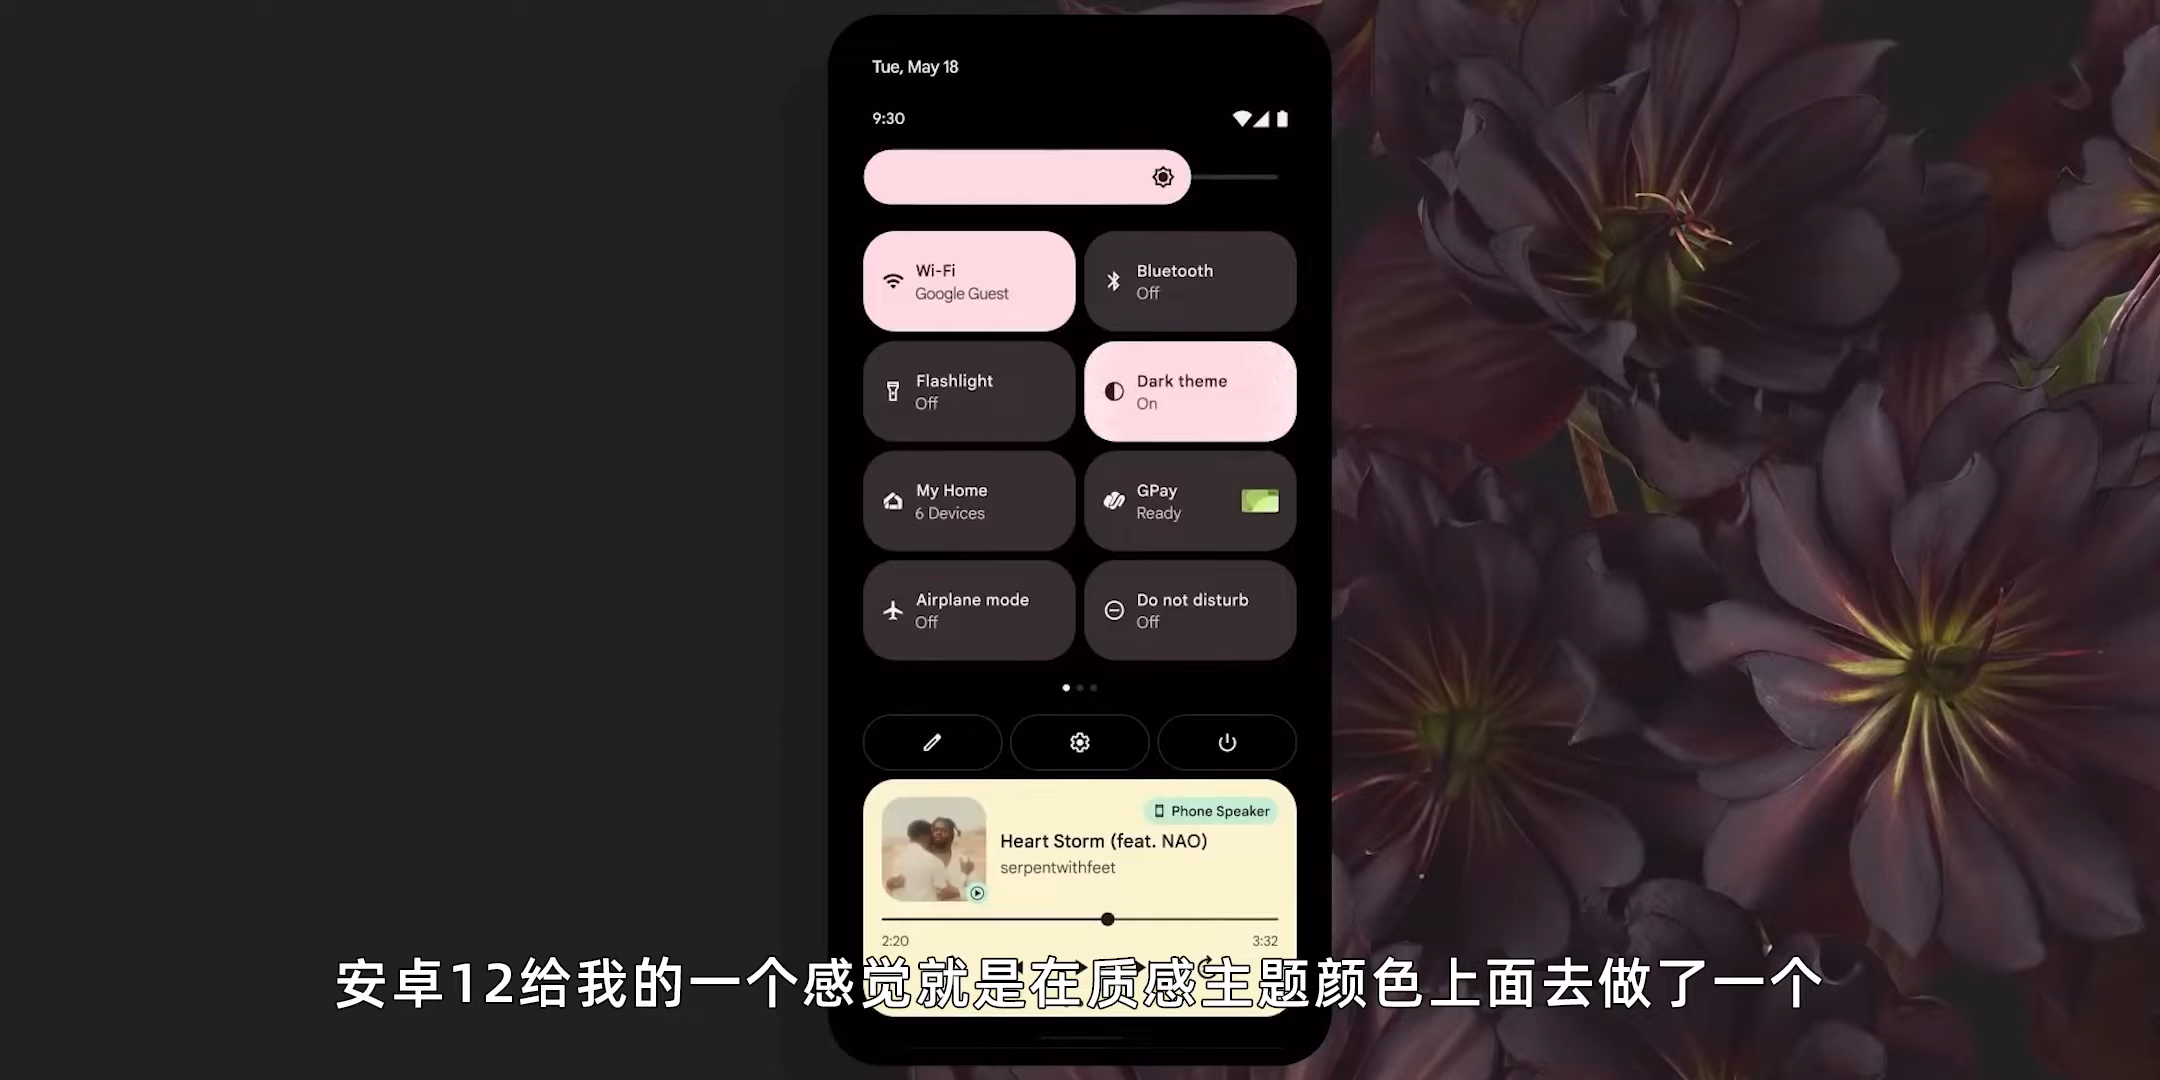 Tue, May 18
9:30
Wi-Fi
Google Guest
Bluetooth
Off
Flashlight
Off
Dark theme
On
My Home
6 Devices
GPay
Ready
Airplane mode
Off
Do not disturb
Off
Phone Speaker
Heart Storm (feat. NAO)
serpentwithfeet
2:20
3:32
安卓12给我的一个感觉就是在质感主题颜色上面去做了一个